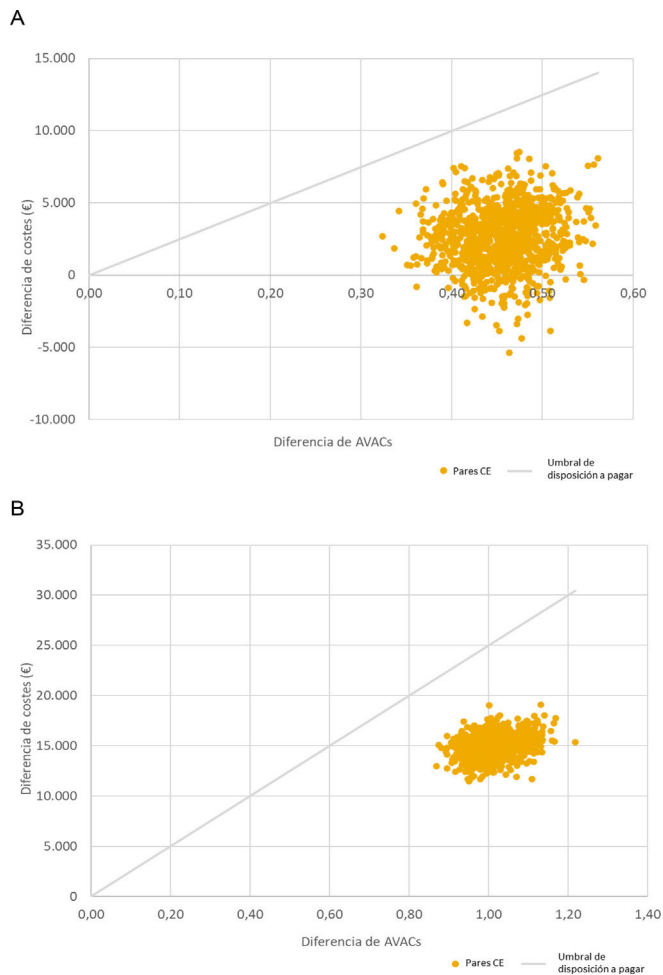 A
15.000
10.000
5.000
0
-5.000
-10.000
0,00
0,10
0,20
0,30
0,40
0,50
0,60
Diferencia de costes (€)
Diferencia de AVACs
Pares CE
Umbral de
disposición a pagar
B
35.000
30.000
25.000
20.000
15.000
10.000
5.000
0
0,00
0,20
0,40
0,60
0,80
1,00
1,20
1,40
Diferencia de costes (€)
Diferencia de AVACs
Pares CE
Umbral de
disposición a pagar